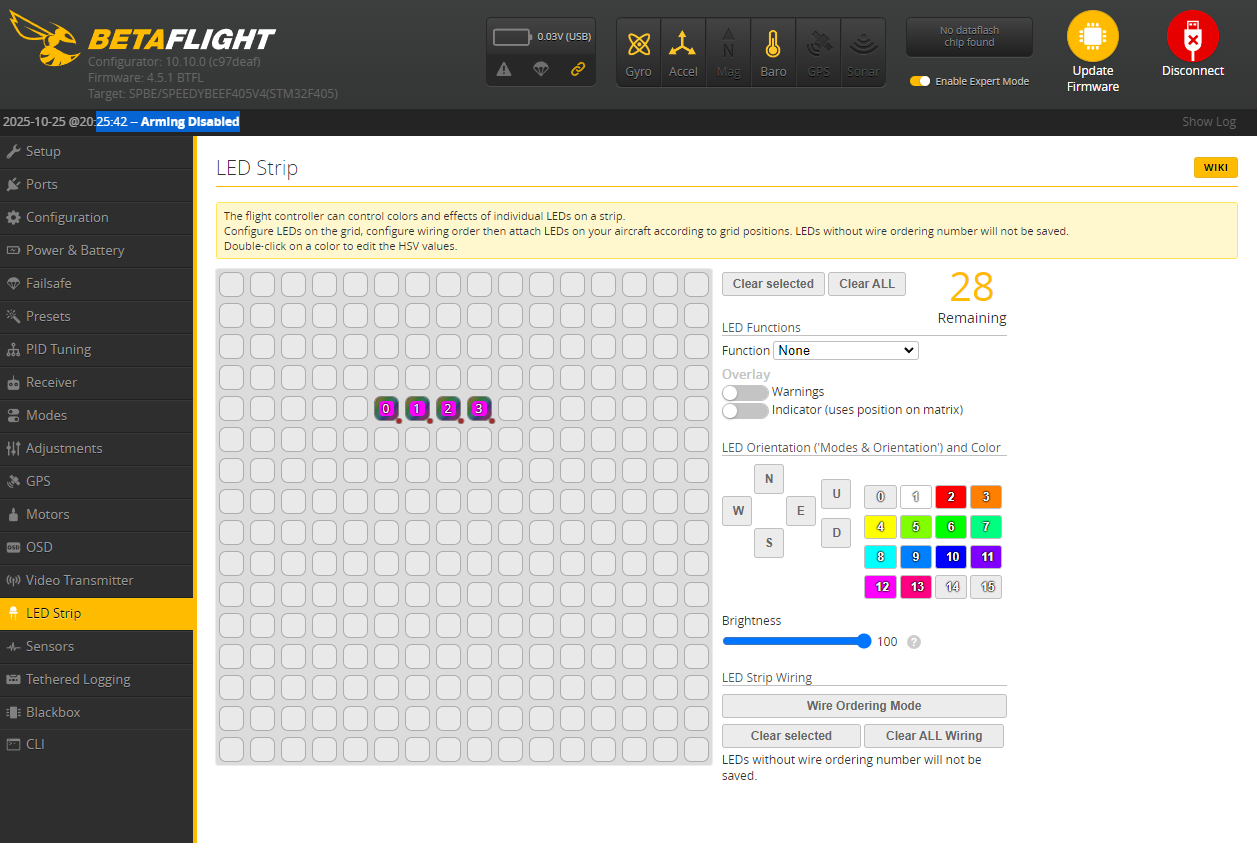 BETAFLIGHT
Configurator: 10.10.0 (c97deaf)
Firmware: 4.5.1 BTFL
Target: SPBE/SPEEDYBEEF405V4(STM32F405)
0.03V (USB)
Gyro
Accel
Mag
Baro
GPS
Sonar
No dataflash
chip found
Enable Expert Mode
Update
Firmware
Disconnect
2025-10-25 @20:25:42 -- Arming Disabled
Show Log
Setup
Ports
Configuration
Power & Battery
Failsafe
Presets
PID Tuning
Receiver
Modes
Adjustments
GPS
Motors
OSD
Video Transmitter
LED Strip
Sensors
Tethered Logging
Blackbox
CLI
LED Strip
WIKI
The flight controller can control colors and effects of individual LEDs on a strip.
Configure LEDs on the grid, configure wiring order then attach LEDs on your aircraft according to grid positions. LEDs without wire ordering number will not be saved.
Double-click on a color to edit the HSV values.
0 1 2 3
Clear selected Clear ALL
28
Remaining
LED Functions
Function None
Overlay
Warnings
Indicator (uses position on matrix)
LED Orientation ('Modes & Orientation') and Color
N
W E
S
U
D
0 1 2 3
4 5 6 7
8 9 10 11
12 13 14 15
Brightness
100 ?
LED Strip Wiring
Wire Ordering Mode
Clear selected Clear ALL Wiring
LEDs without wire ordering number will not be
saved.